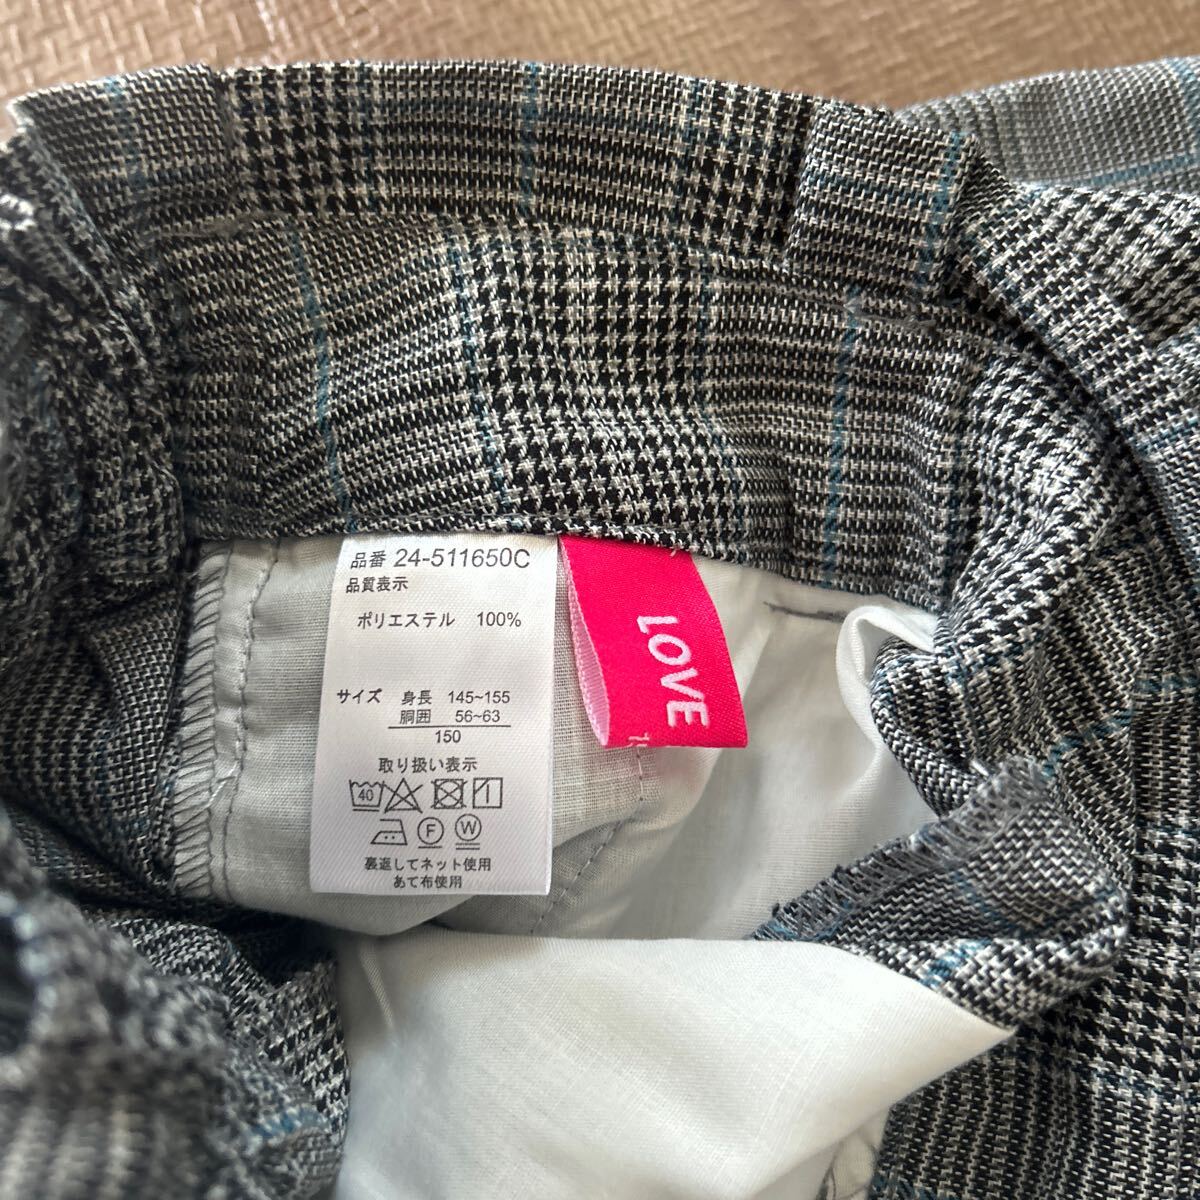 品番 24-511650C
品質表示
ポリエステル 100%
サイズ 身長 145~155
胴囲 56~63
150
取り扱い表示
40
F W
裏返してネット使用
あて布使用
LOVE